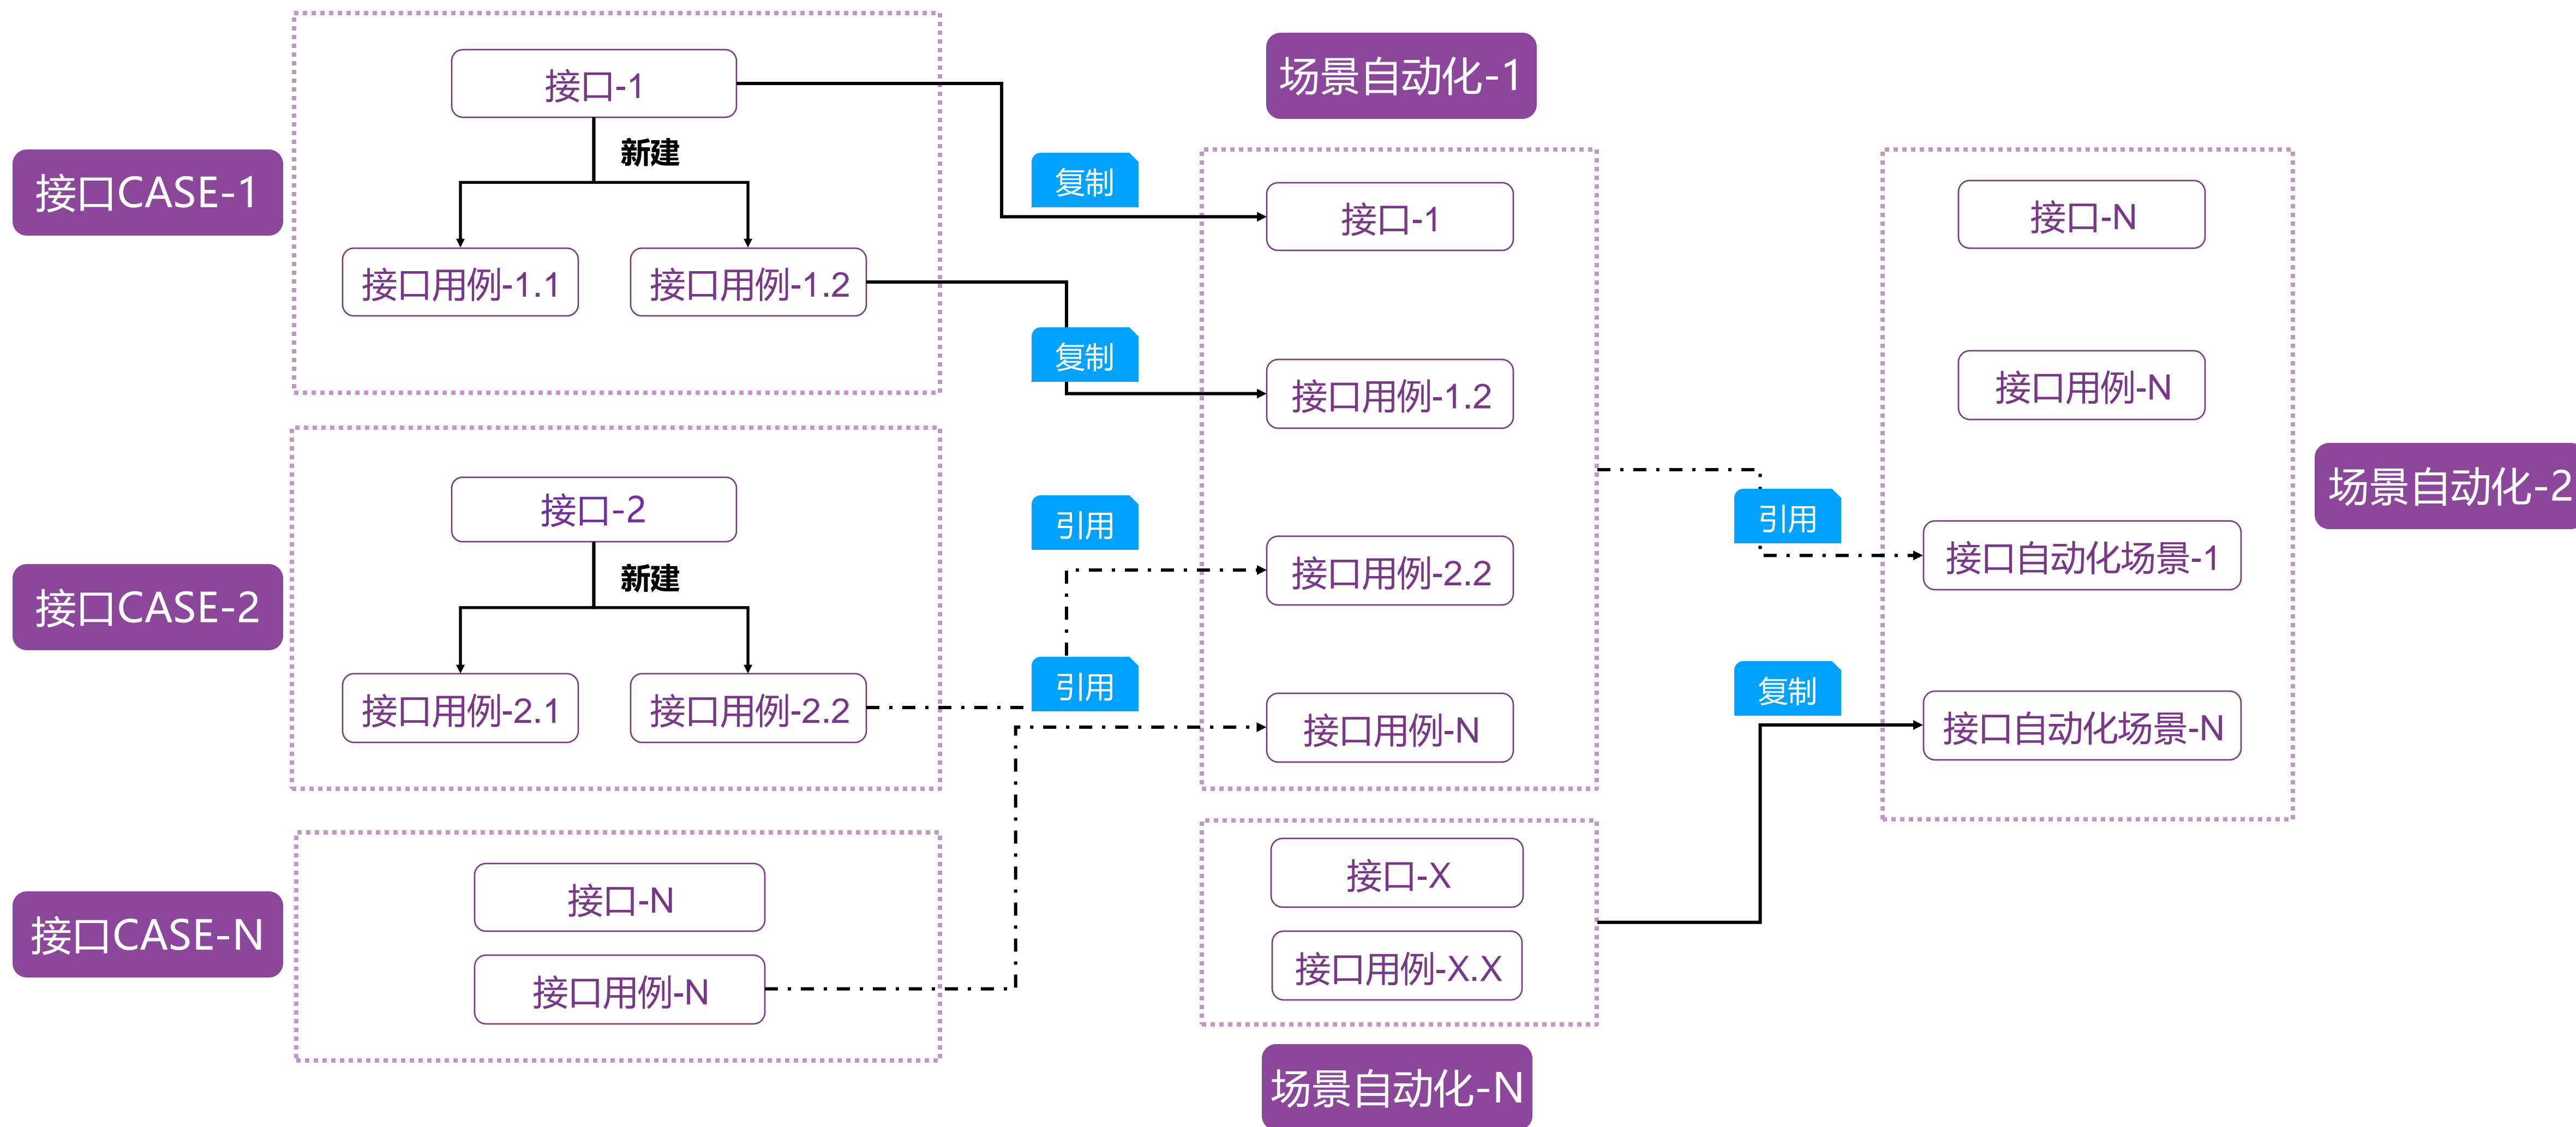 接口CASE-1
接口-1
新建
接口用例-1.1
接口用例-1.2
接口CASE-2
接口-2
新建
接口用例-2.1
接口用例-2.2
接口CASE-N
接口-N
接口用例-N
复制
复制
引用
引用
场景自动化-1
接口-1
接口用例-1.2
接口用例-2.2
接口用例-N
接口-X
接口用例-X.X
场景自动化-N
引用
复制
接口-N
接口用例-N
接口自动化场景-1
接口自动化场景-N
场景自动化-2